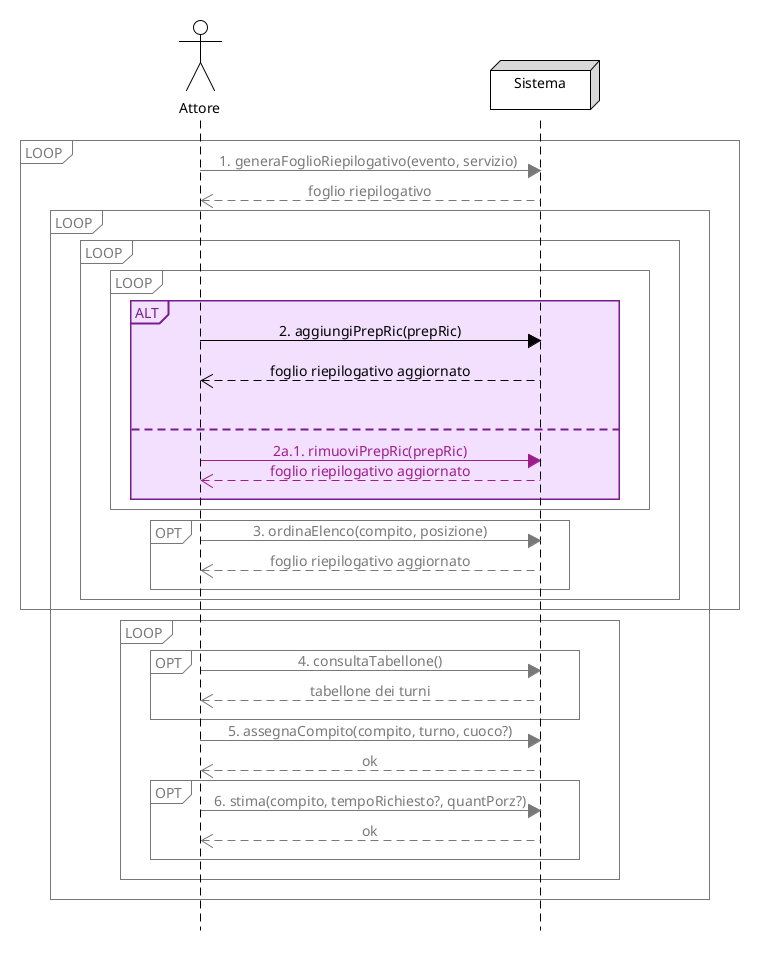 Attore
Sistema
LOOP
1. generaFoglioRiepilogativo(evento, servizio)
foglio riepilogativo
LOOP
LOOP
LOOP
ALT
2. aggiungiPrepRic(prepRic)
foglio riepilogativo aggiornato
2a.1. rimuoviPrepRic(prepRic)
foglio riepilogativo aggiornato
OPT
3. ordinaElenco(compito, posizione)
foglio riepilogativo aggiornato
LOOP
OPT
4. consultaTabellone()
tabellone dei turni
5. assegnaCompito(compito, turno, cuoco?)
ok
OPT
6. stima(compito, tempoRichiesto?, quantPorz?)
ok